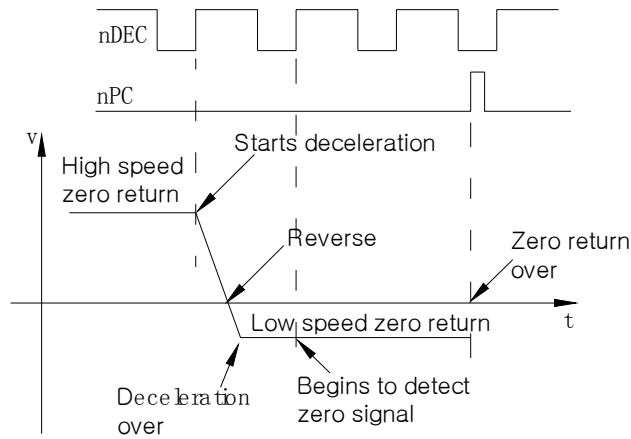 nDEC
nPC
v
Starts deceleration
High speed
zero return
Reverse
Zero return
over
t
Low speed zero return
Deceleration
over
Begins to detect
zero signal